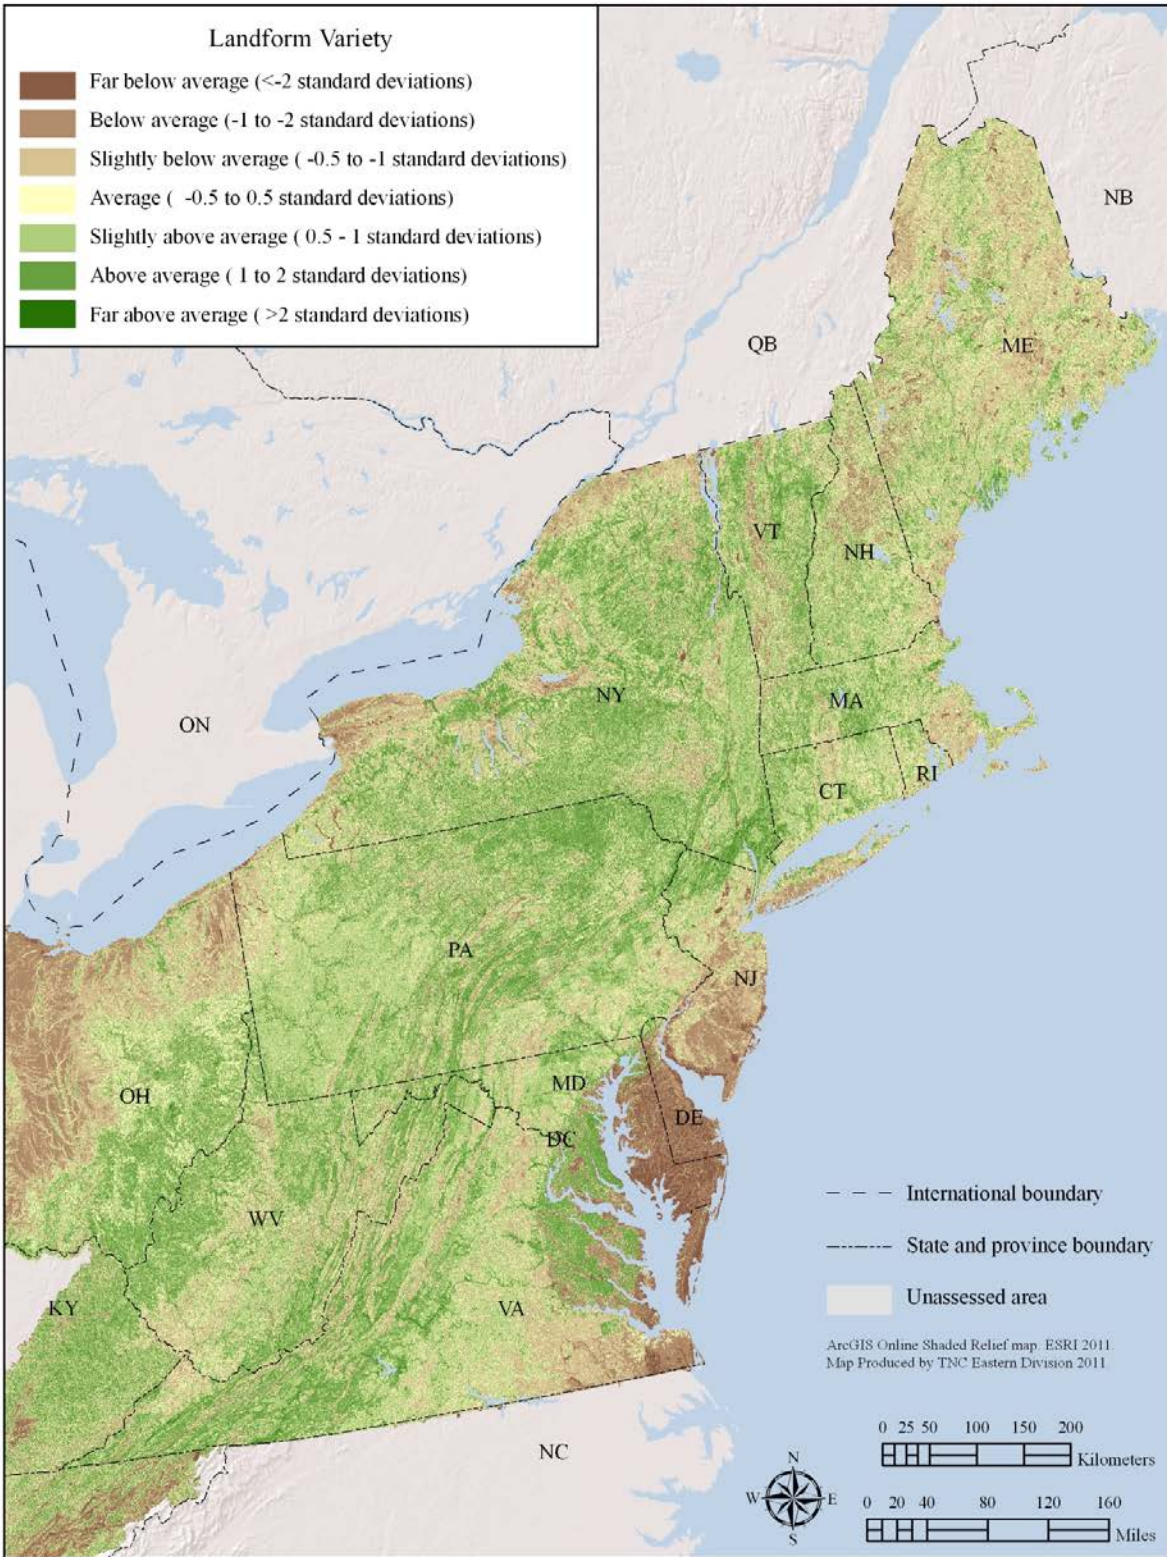 Landform Variety
Far below average (<-2 standard deviations)
Below average (-1 to -2 standard deviations)
Slightly below average ( -0.5 to -1 standard deviations)
Average ( -0.5 to 0.5 standard deviations)
Slightly above average ( 0.5 - 1 standard deviations)
Above average ( 1 to 2 standard deviations)
Far above average ( >2 standard deviations)
NB
QB
ME
VT
NH
NY
MA
ON
CT
RI
PA
NJ
OH
MD
DE
DC
WV
VA
KY
NC
International boundary
State and province boundary
Unassessed area
ArcGIS Online Shaded Relief map. ESRI 2011.
Map Produced by TNC Eastern Division 2011.
0 25 50 100 150 200
Kilometers
N
W E
S
0 20 40 80 120 160
Miles